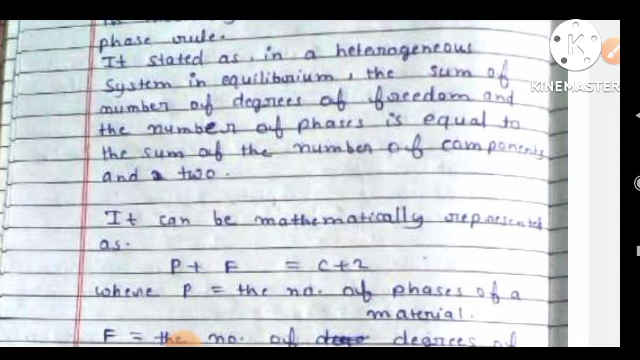 phase rule.
It stated as, in a heterogeneous
system in equilibrium, the sum of
number of degrees of freedom and
the number of phases is equal to
the sum of the number of components
and two.
It can be mathematically represented
as.
P + F = C+2
where P = the no. of phases of a
material.
F = the no. of degrees of
KINEMASTER